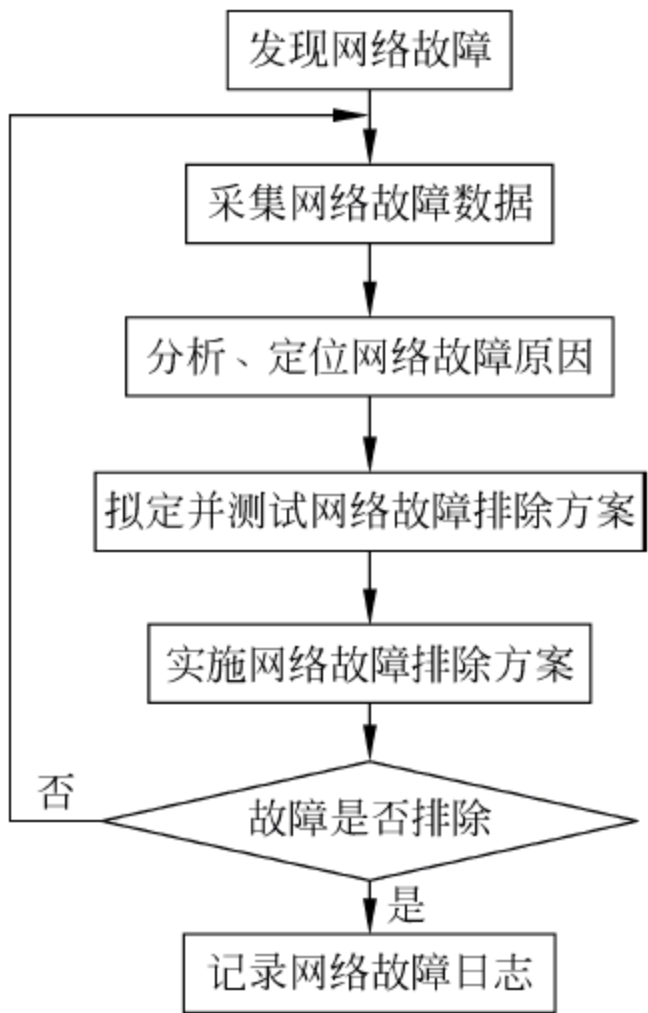 发现网络故障
采集网络故障数据
分析、定位网络故障原因
拟定并测试网络故障排除方案
实施网络故障排除方案
否
故障是否排除
是
记录网络故障日志